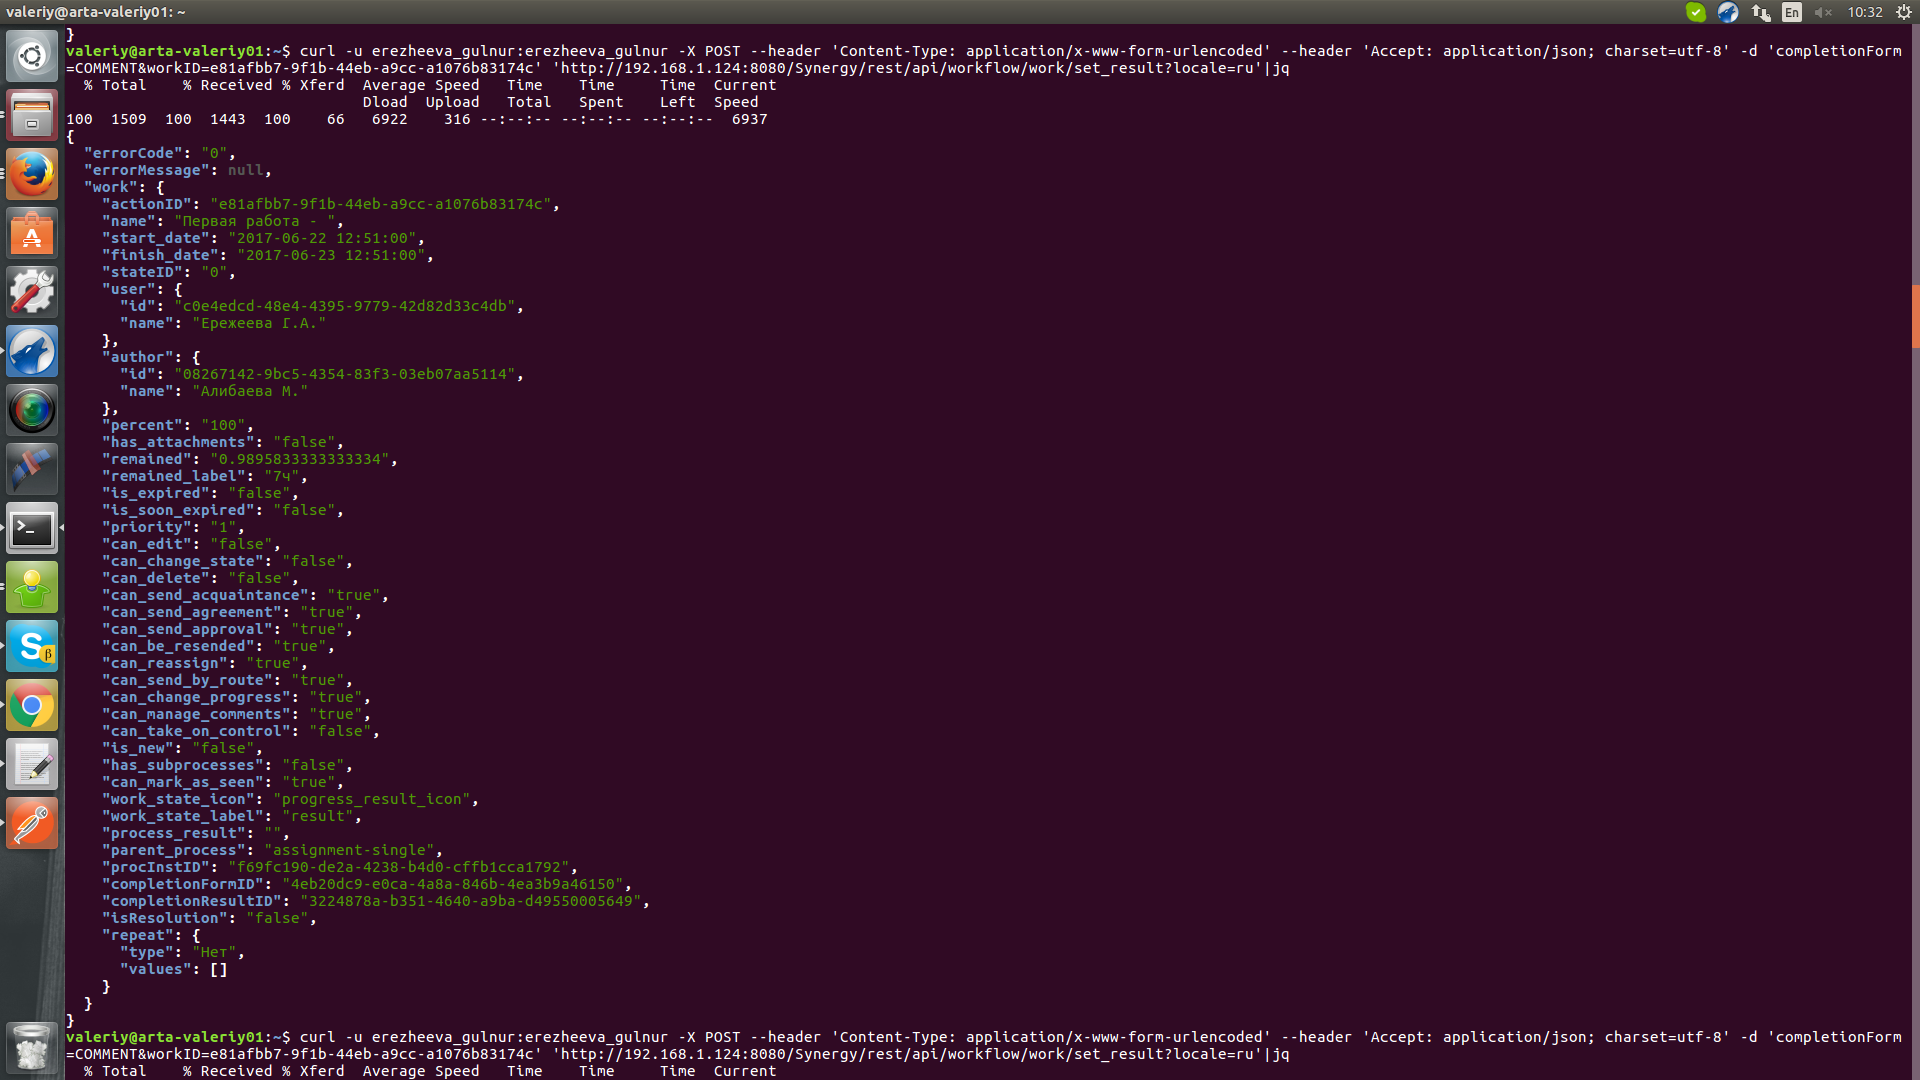 valeriy@arta-valeriy01: ~
En
10:32
}
valeriy@arta-valeriy01:~$ curl -u erezheeva_gulnur:erezheeva_gulnur -X POST --header 'Content-Type: application/x-www-form-urlencoded' --header 'Accept: application/json; charset=utf-8' -d 'completionForm
=COMMENT&workID=e81afbb7-9f1b-44eb-a9cc-a1076b83174c' 'http://192.168.1.124:8080/Synergy/rest/api/workflow/work/set_result?locale=ru'|jq
% Total % Received % Xferd Average Speed Time Time Time Current
Dload Upload Total Spent Left Speed
100 1509 100 1443 100 66 6922 316 --:--:-- --:--:-- --:--:-- 6937
{
"errorCode": "0",
"errorMessage": null,
"work": {
"actionID": "e81afbb7-9f1b-44eb-a9cc-a1076b83174c",
"name": "Первая работа - ",
"start_date": "2017-06-22 12:51:00",
"finish_date": "2017-06-23 12:51:00",
"stateID": "0",
"user": {
"id": "c0e4edcd-48e4-4395-9779-42d82d33c4db",
"name": "Ережеева Г.А."
},
"author": {
"id": "08267142-9bc5-4354-83f3-03eb07aa5114",
"name": "Алибаева М."
},
"percent": "100",
"has_attachments": "false",
"remained": "0.9895833333333334",
"remained_label": "7ч",
"is_expired": "false",
"is_soon_expired": "false",
"priority": "1",
"can_edit": "false",
"can_change_state": "false",
"can_delete": "false",
"can_send_acquaintance": "true",
"can_send_agreement": "true",
"can_send_approval": "true",
"can_be_resended": "true",
"can_reassign": "true",
"can_send_by_route": "true",
"can_change_progress": "true",
"can_manage_comments": "true",
"can_take_on_control": "false",
"is_new": "false",
"has_subprocesses": "false",
"can_mark_as_seen": "true",
"work_state_icon": "progress_result_icon",
"work_state_label": "result",
"process_result": "",
"parent_process": "assignment-single",
"procInstID": "f69fc190-de2a-4238-b4d0-cffb1cca1792",
"completionFormID": "4eb20dc9-e0ca-4a8a-846b-4ea3b9a46150",
"completionResultID": "3224878a-b351-4640-a9ba-d49550005649",
"isResolution": "false",
"repeat": {
"type": "Нет",
"values": []
}
}
}
valeriy@arta-valeriy01:~$ curl -u erezheeva_gulnur:erezheeva_gulnur -X POST --header 'Content-Type: application/x-www-form-urlencoded' --header 'Accept: application/json; charset=utf-8' -d 'completionForm
=COMMENT&workID=e81afbb7-9f1b-44eb-a9cc-a1076b83174c' 'http://192.168.1.124:8080/Synergy/rest/api/workflow/work/set_result?locale=ru'|jq
% Total % Received % Xferd Average Speed Time Time Time Current